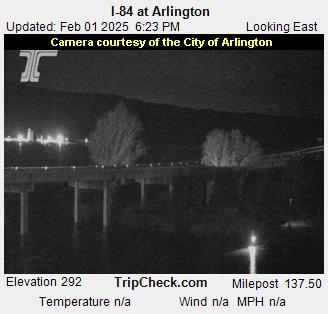 I-84 at Arlington
Updated: Feb 01 2025 6:23 PM Looking East
Camera courtesy of the City of Arlington
Elevation 292 TripCheck.com Milepost 137.50
Temperature n/a Wind n/a MPH n/a